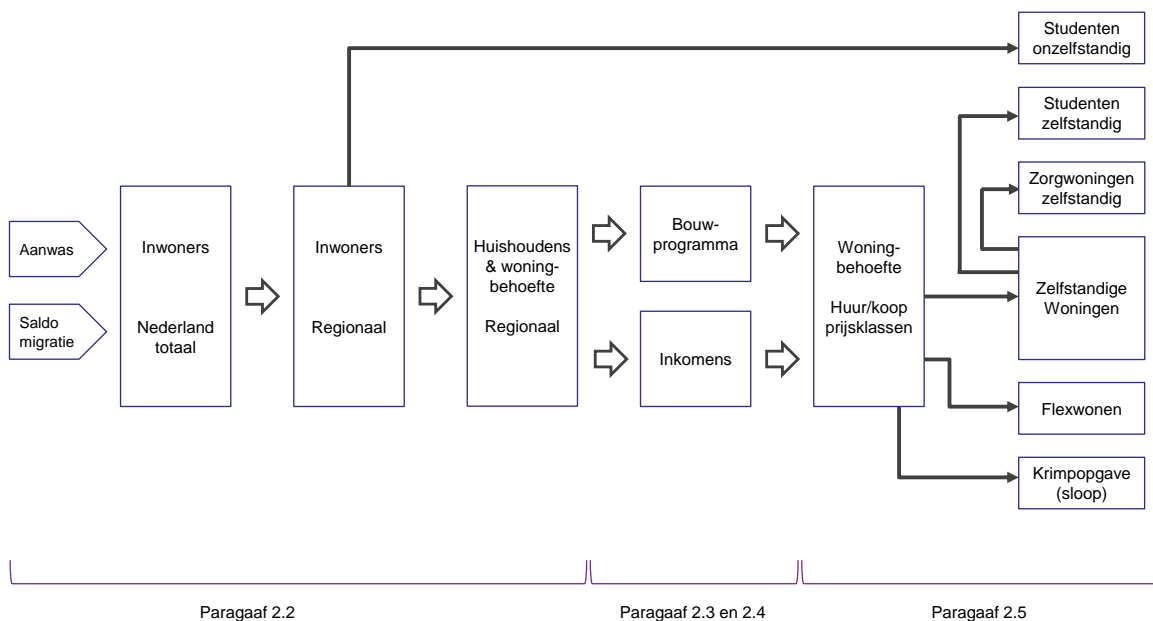 Studenten
onzelfstandig
Studenten
zelfstandig
Zorgwoningen
zelfstandig
Aanwas
Saldo
migratie
Inwoners
Nederland
totaal
Inwoners
Regionaal
Huishoudens
& woning-
behoefte
Regionaal
Bouw-
programma
Inkomens
Woning-
behoefte
Huur/koop
prijsklassen
Zelfstandige
Woningen
Flexwonen
Krimpopgave
(sloop)
Paragaaf 2.2
Paragaaf 2.3 en 2.4
Paragaaf 2.5